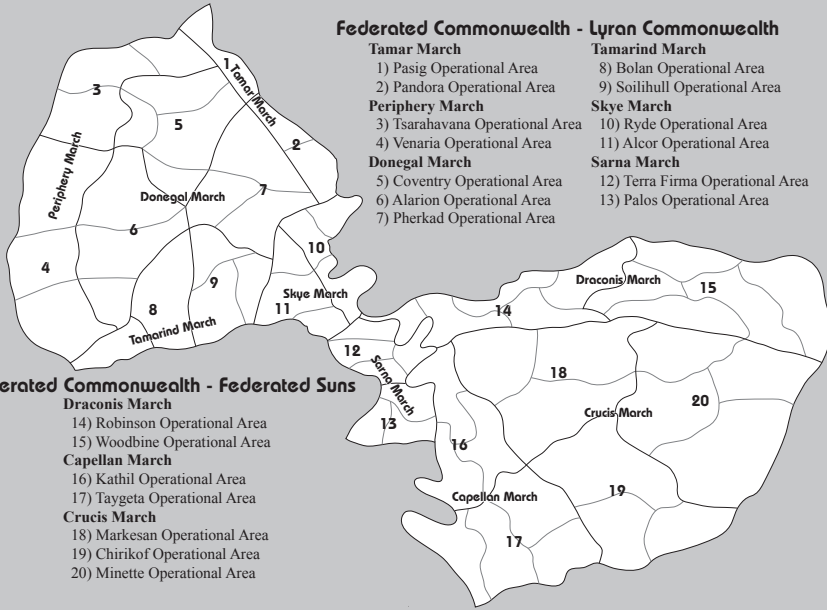 Federated Commonwealth - Lyran Commonwealth
Tamar March
1) Pasig Operational Area
2) Pandora Operational Area
Periphery March
3) Tsarahavana Operational Area
4) Venaria Operational Area
Donegal March
5) Coventry Operational Area
6) Alarion Operational Area
7) Pherkad Operational Area
Tamarind March
8) Bolan Operational Area
9) Soilihull Operational Area
Skye March
10) Ryde Operational Area
11) Alcor Operational Area
Sarna March
12) Terra Firma Operational Area
13) Palos Operational Area
1
Tamar March
3
5
2
Periphery March
Donegal March
7
6
10
4
9
Skye March
8
11
Tamarind March
Draconis March
15
14
12
Sarna March
18
13
Crucis March
20
16
Capellan March
19
17
erated Commonwealth - Federated Suns
Draconis March
14) Robinson Operational Area
15) Woodbine Operational Area
Capellan March
16) Kathil Operational Area
17) Taygeta Operational Area
Crucis March
18) Markesan Operational Area
19) Chirikof Operational Area
20) Minette Operational Area